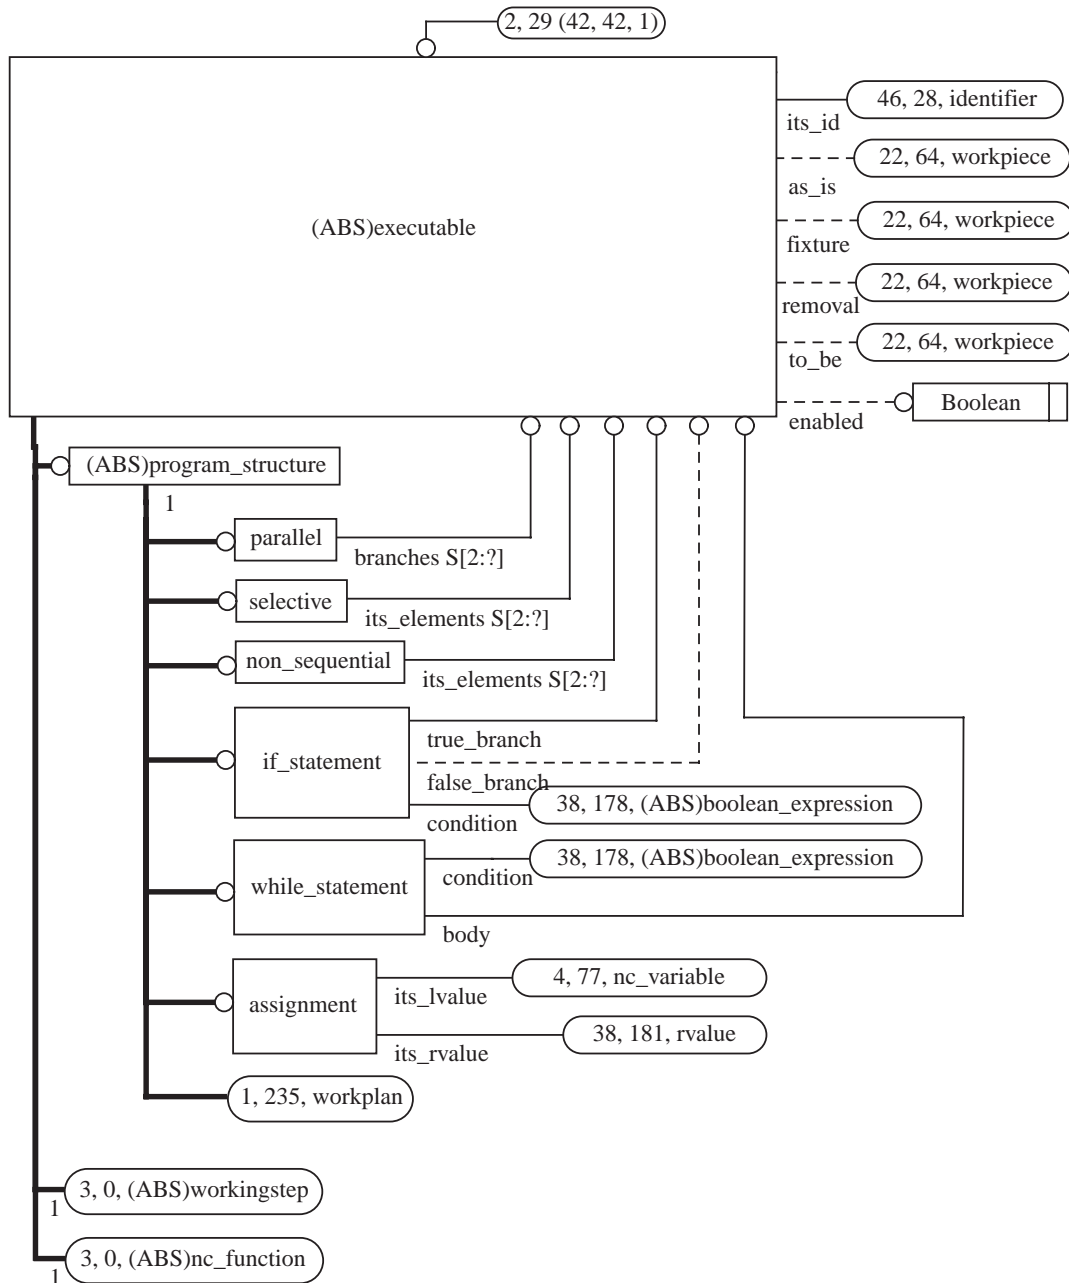 2, 29 (42, 42, 1)
(ABS)executable
46, 28, identifier
its_id
22, 64, workpiece
as_is
22, 64, workpiece
fixture
22, 64, workpiece
removal
22, 64, workpiece
to_be
Boolean
enabled
(ABS)program_structure
1
parallel
branches S[2:?]
selective
its_elements S[2:?]
non_sequential
its_elements S[2:?]
if_statement
true_branch
false_branch
38, 178, (ABS)boolean_expression
condition
while_statement
38, 178, (ABS)boolean_expression
condition
body
assignment
4, 77, nc_variable
its_lvalue
38, 181, rvalue
its_rvalue
1, 235, workplan
3, 0, (ABS)workingstep
1
3, 0, (ABS)nc_function
1